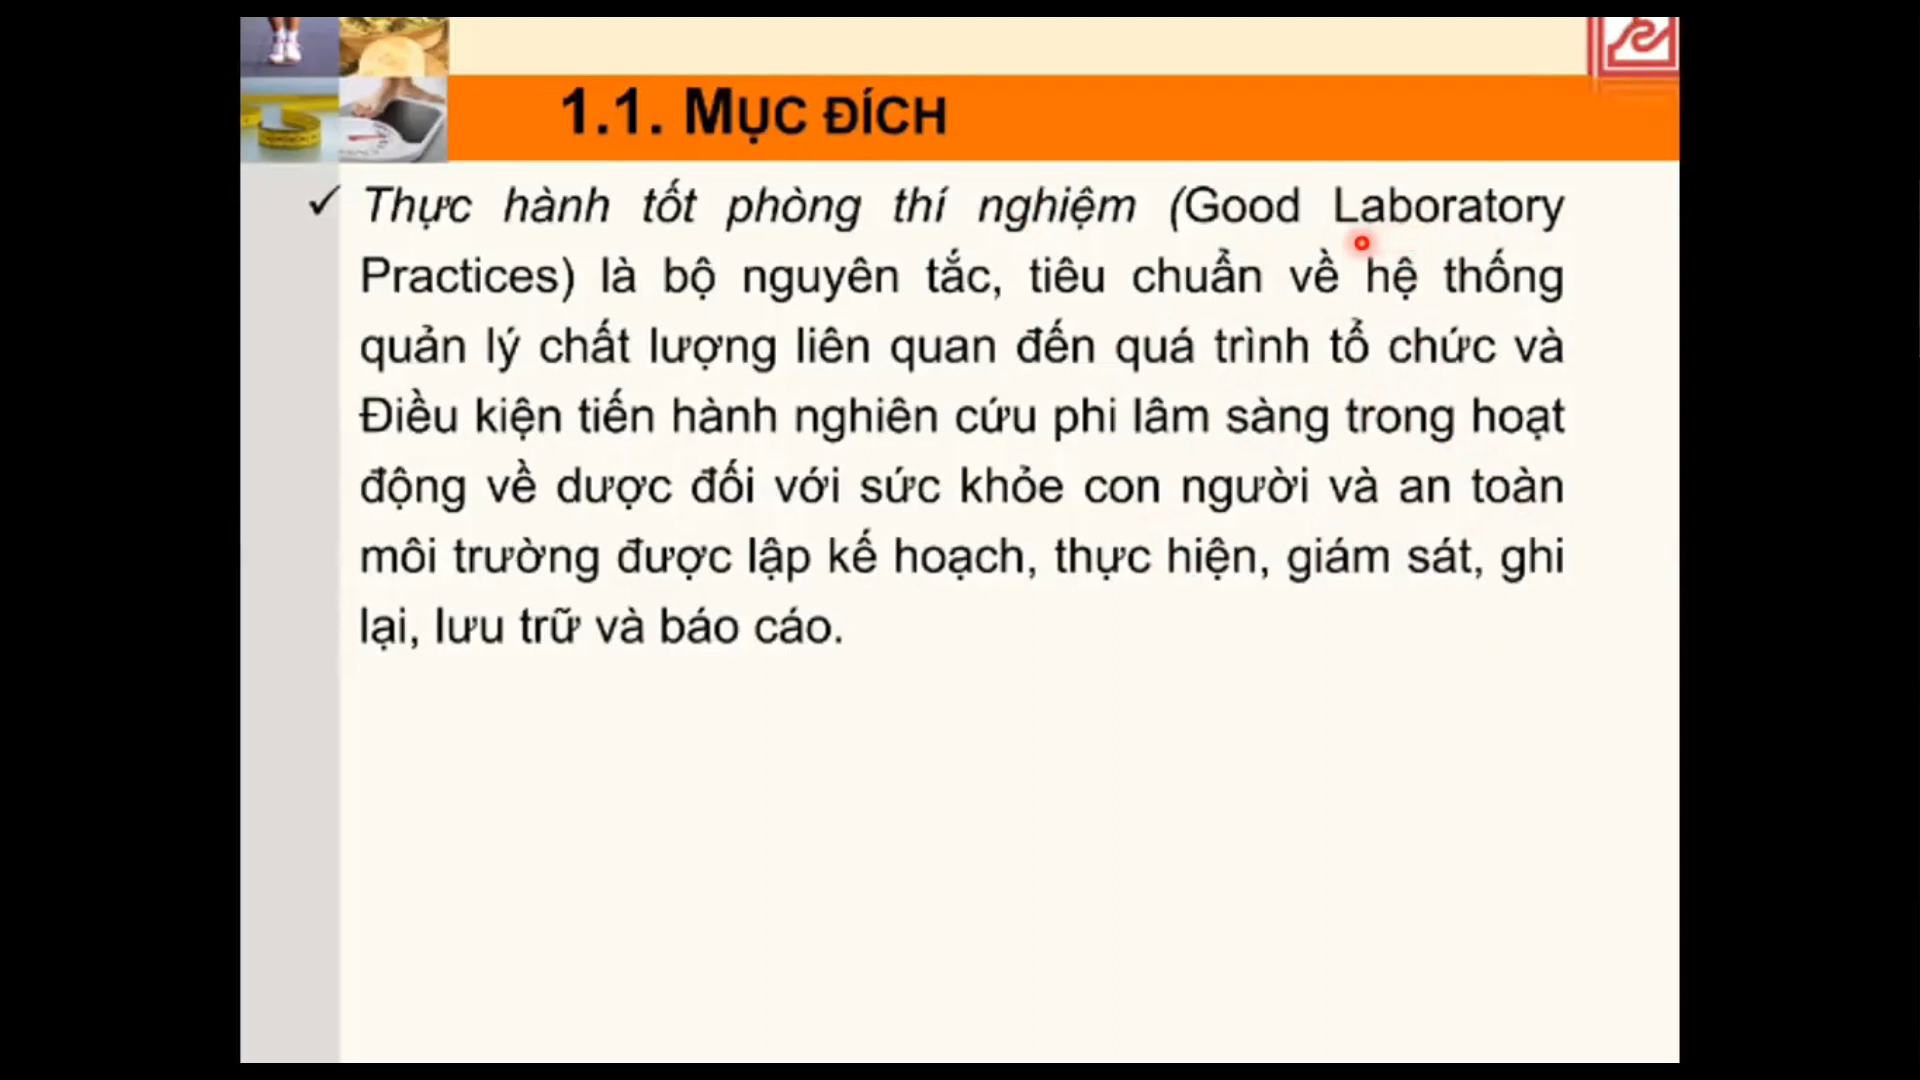 1.1. MỤC ĐÍCH
✓ Thực hành tốt phòng thí nghiệm (Good Laboratory
Practices) là bộ nguyên tắc, tiêu chuẩn về hệ thống
quản lý chất lượng liên quan đến quá trình tổ chức và
Điều kiện tiến hành nghiên cứu phi lâm sàng trong hoạt
động về dược đối với sức khỏe con người và an toàn
môi trường được lập kế hoạch, thực hiện, giám sát, ghi
lại, lưu trữ và báo cáo.